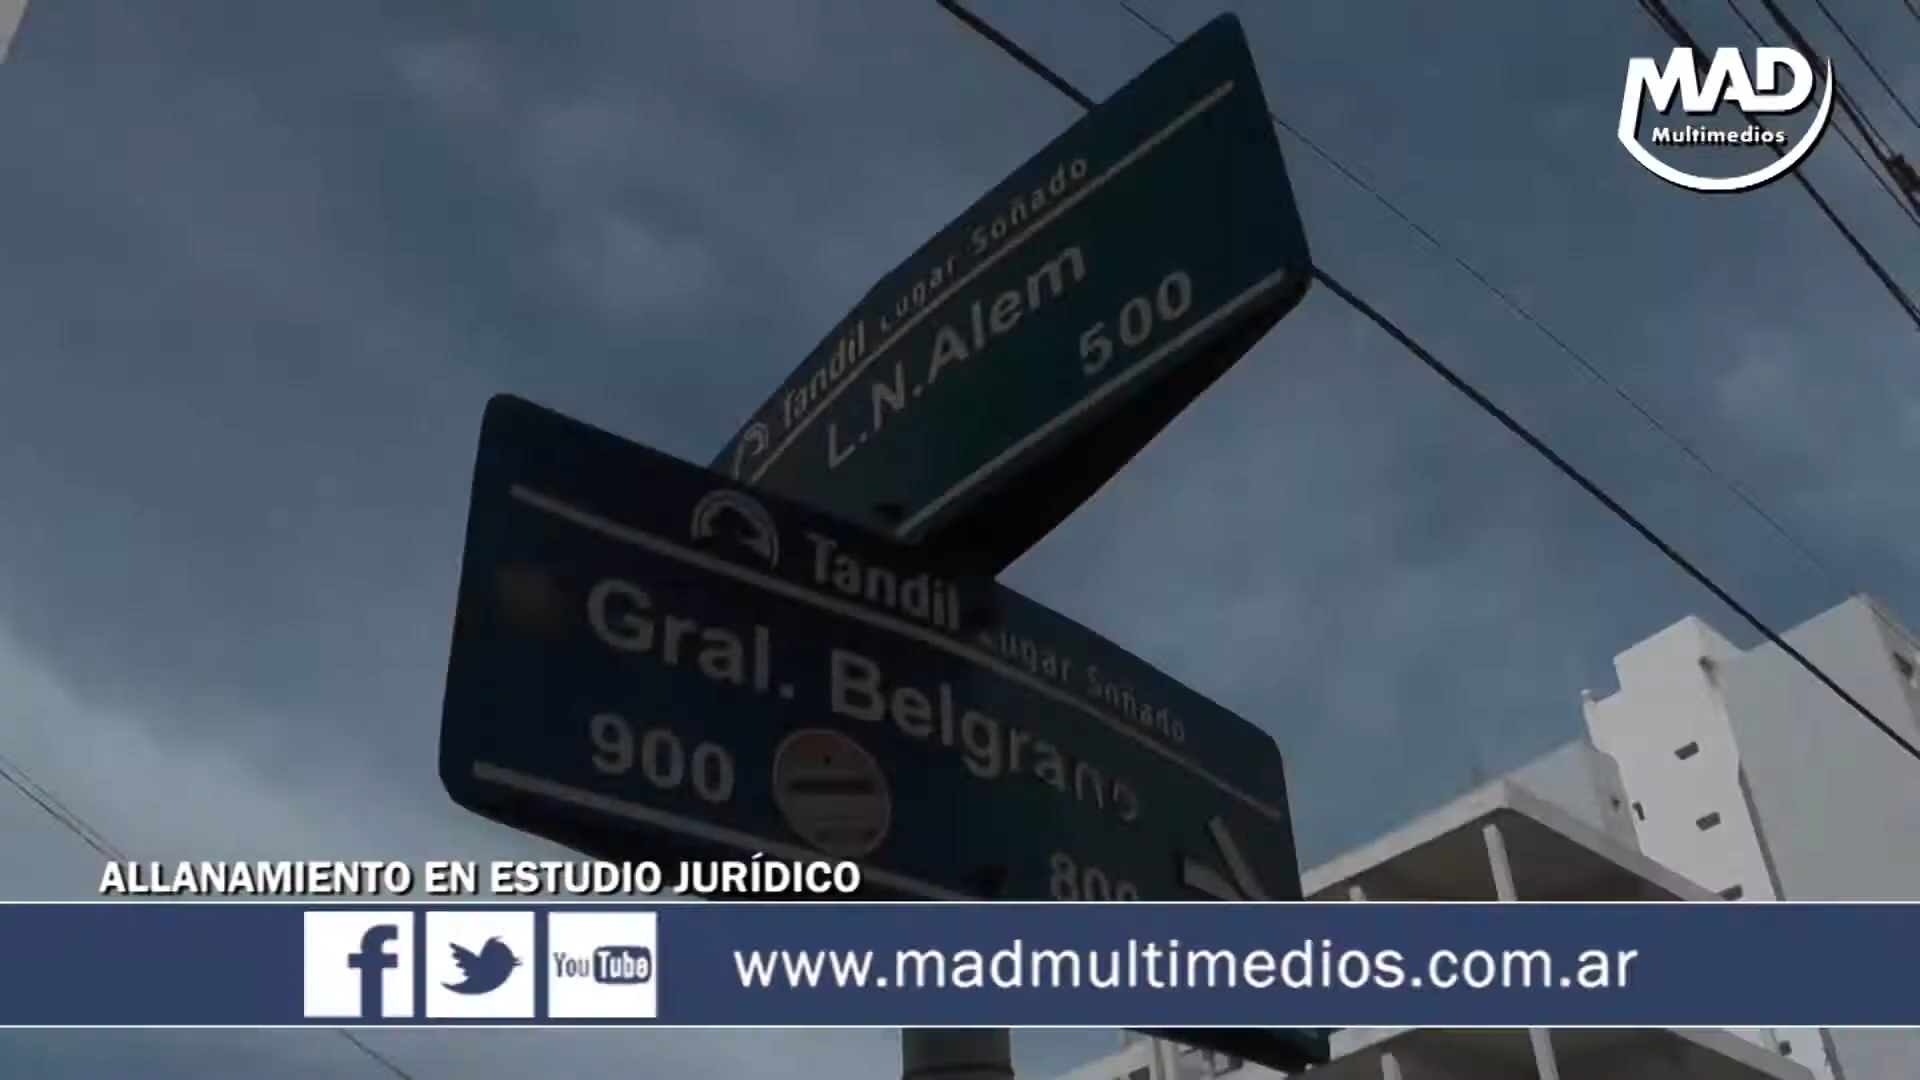 MAD
Multimedios
Tandil Lugar Soñado
L.N.Alem
500
Tandil Lugar Soñado
Gral. Belgrano
900
800
ALLANAMIENTO EN ESTUDIO JURÍDICO
f
You Tube
www.madmultimedios.com.ar